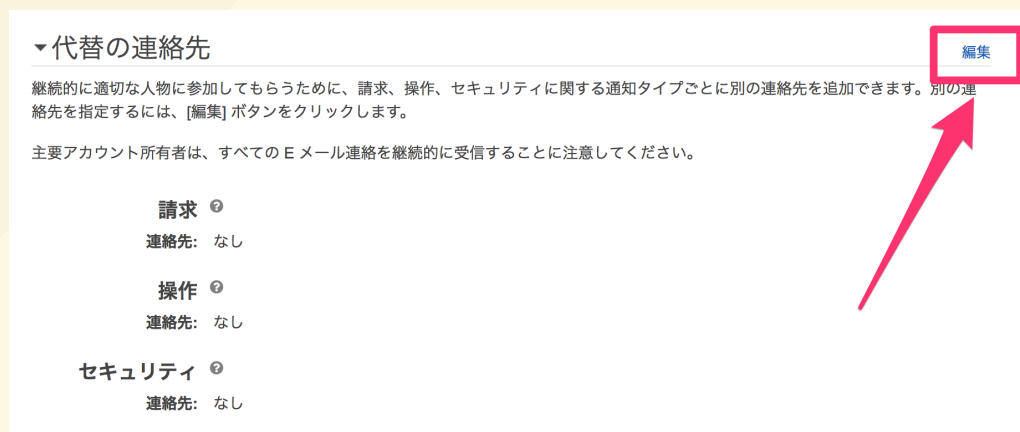 代替の連絡先
編集
継続的に適切な人物に参加してもらうために、請求、操作、セキュリティに関する通知タイプごとに別の連絡先を追加できます。別の連
絡先を指定するには、[編集] ボタンをクリックします。
主要アカウント所有者は、すべての E メール連絡を継続的に受信することに注意してください。
請求 ?
連絡先: なし
操作 ?
連絡先: なし
セキュリティ ?
連絡先: なし